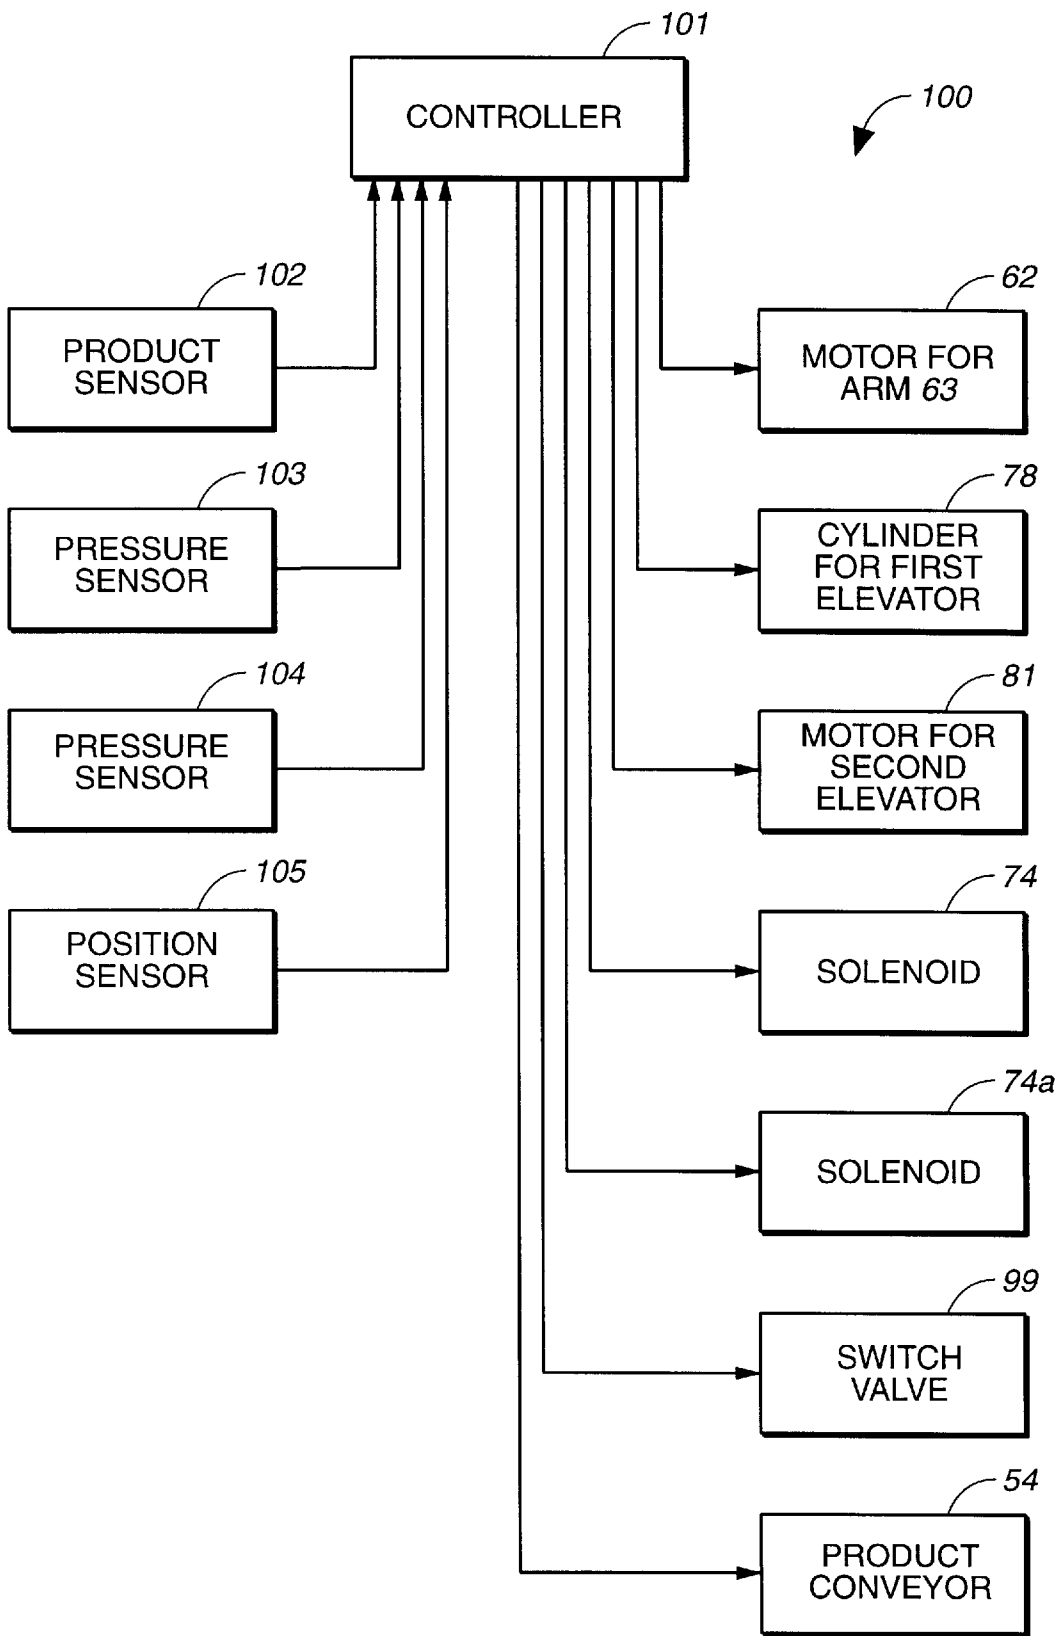 101
CONTROLLER
100
102
PRODUCT
SENSOR
103
PRESSURE
SENSOR
104
PRESSURE
SENSOR
105
POSITION
SENSOR
62
MOTOR FOR
ARM 63
78
CYLINDER
FOR FIRST
ELEVATOR
81
MOTOR FOR
SECOND
ELEVATOR
74
SOLENOID
74a
SOLENOID
99
SWITCH
VALVE
54
PRODUCT
CONVEYOR